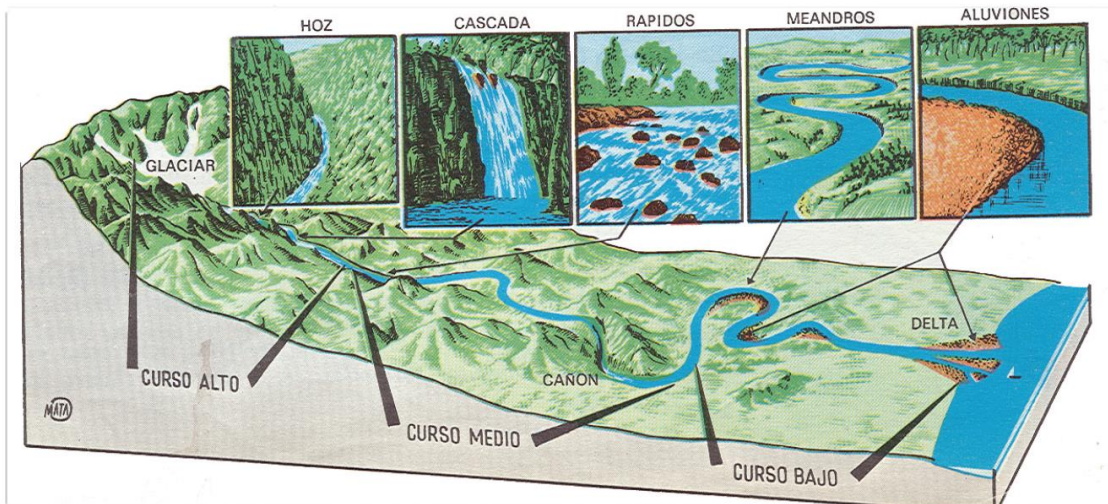 HOZ
CASCADA
RAPIDOS
MEANDROS
ALUVIONES
GLACIAR
DELTA
CAÑON
CURSO ALTO
CURSO MEDIO
CURSO BAJO
MATA